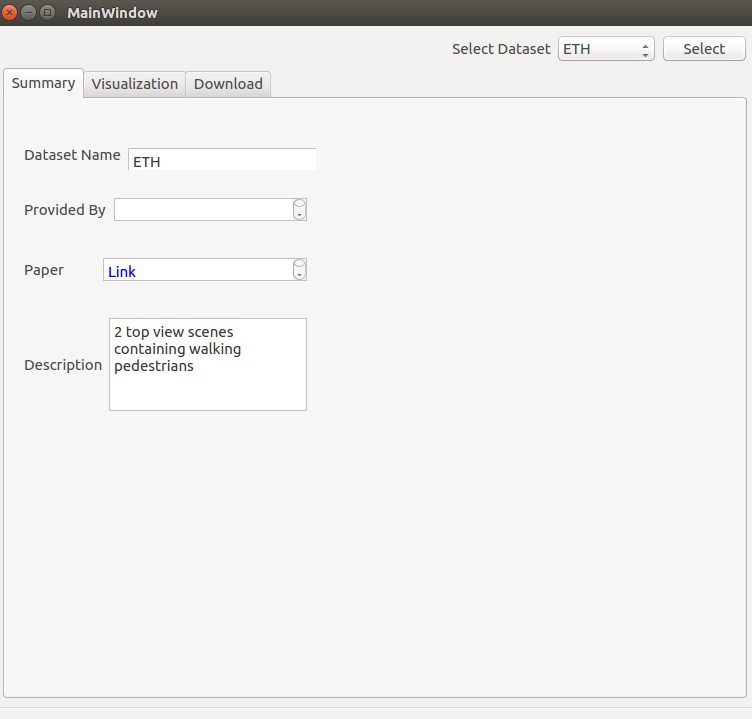 MainWindow
Select Dataset ETH Select
Summary Visualization Download
Dataset Name ETH
Provided By
Paper Link
Description
2 top view scenes
containing walking
pedestrians